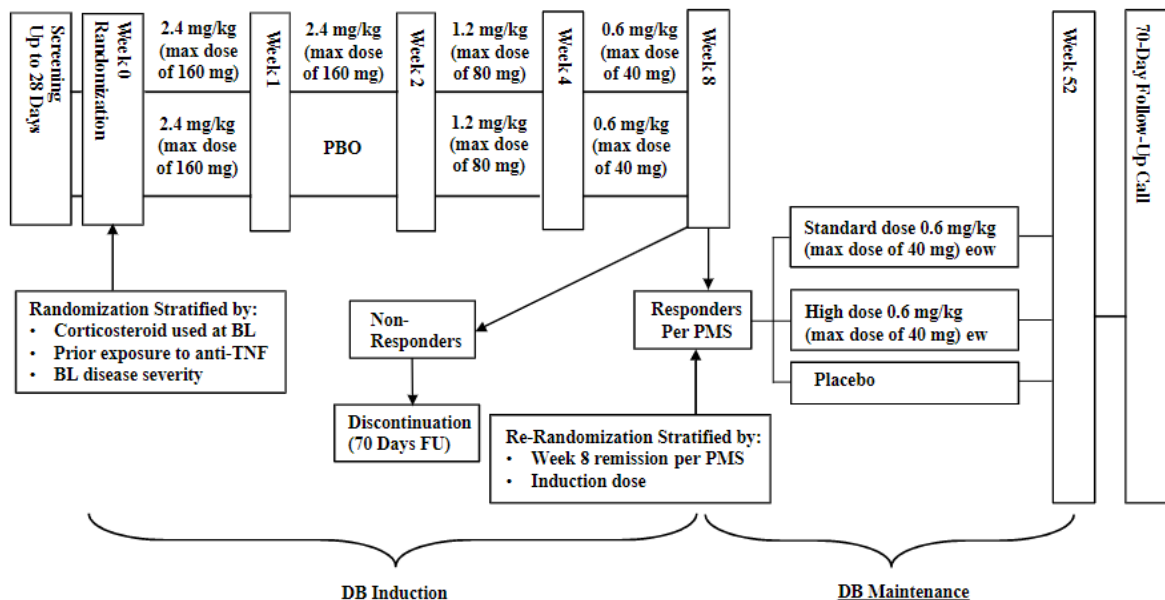 Screening
Up to 28 Days
Week 0
Randomization
2.4 mg/kg
(max dose
of 160 mg)
Week 1
2.4 mg/kg
(max dose
of 160 mg)
Week 2
1.2 mg/kg
(max dose
of 80 mg)
Week 4
0.6 mg/kg
(max dose
of 40 mg)
Week 8
2.4 mg/kg
(max dose
of 160 mg)
PBO
1.2 mg/kg
(max dose
of 80 mg)
0.6 mg/kg
(max dose
of 40 mg)
Week 52
70-Day Follow-Up Call
Randomization Stratified by:
• Corticosteroid used at BL
• Prior exposure to anti-TNF
• BL disease severity
Non-
Responders
Discontinuation
(70 Days FU)
Responders
Per PMS
Re-Randomization Stratified by:
• Week 8 remission per PMS
• Induction dose
Standard dose 0.6 mg/kg
(max dose of 40 mg) eow
High dose 0.6 mg/kg
(max dose of 40 mg) ew
Placebo
DB Induction
DB Maintenance